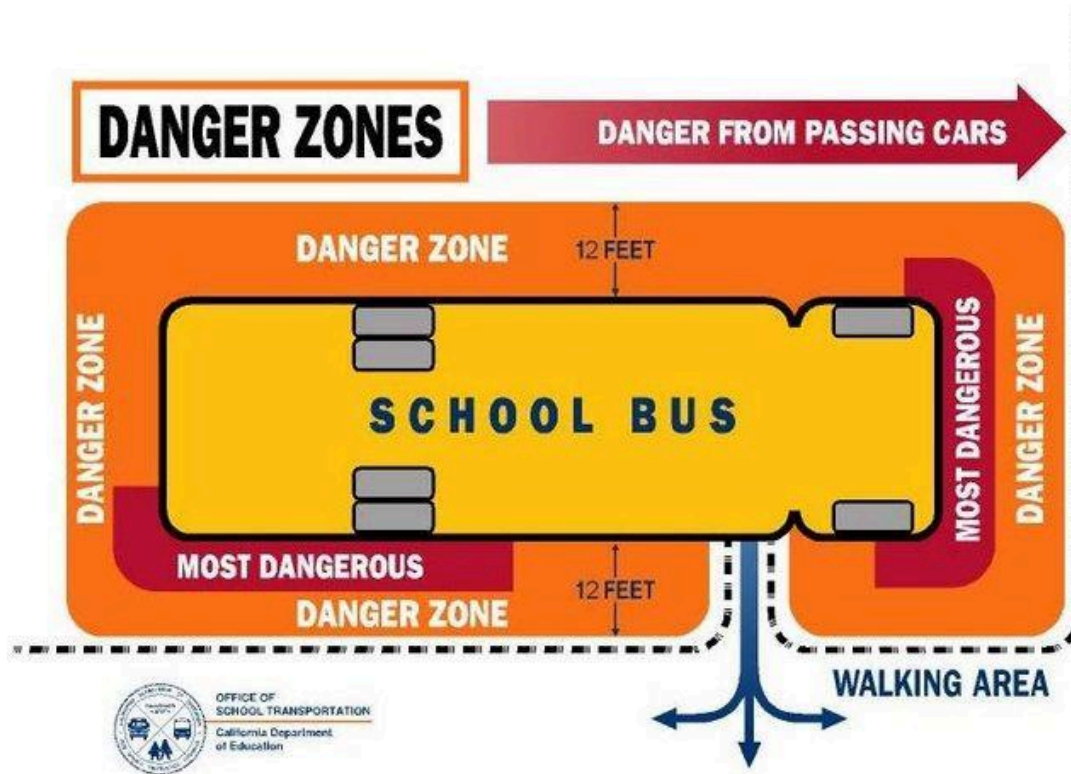 DANGER ZONES
DANGER FROM PASSING CARS
DANGER ZONE
12 FEET
DANGER ZONE
SCHOOL BUS
MOST DANGEROUS
DANGER ZONE
MOST DANGEROUS
12 FEET
DANGER ZONE
WALKING AREA
OFFICE OF
SCHOOL TRANSPORTATION
California Department
of Education